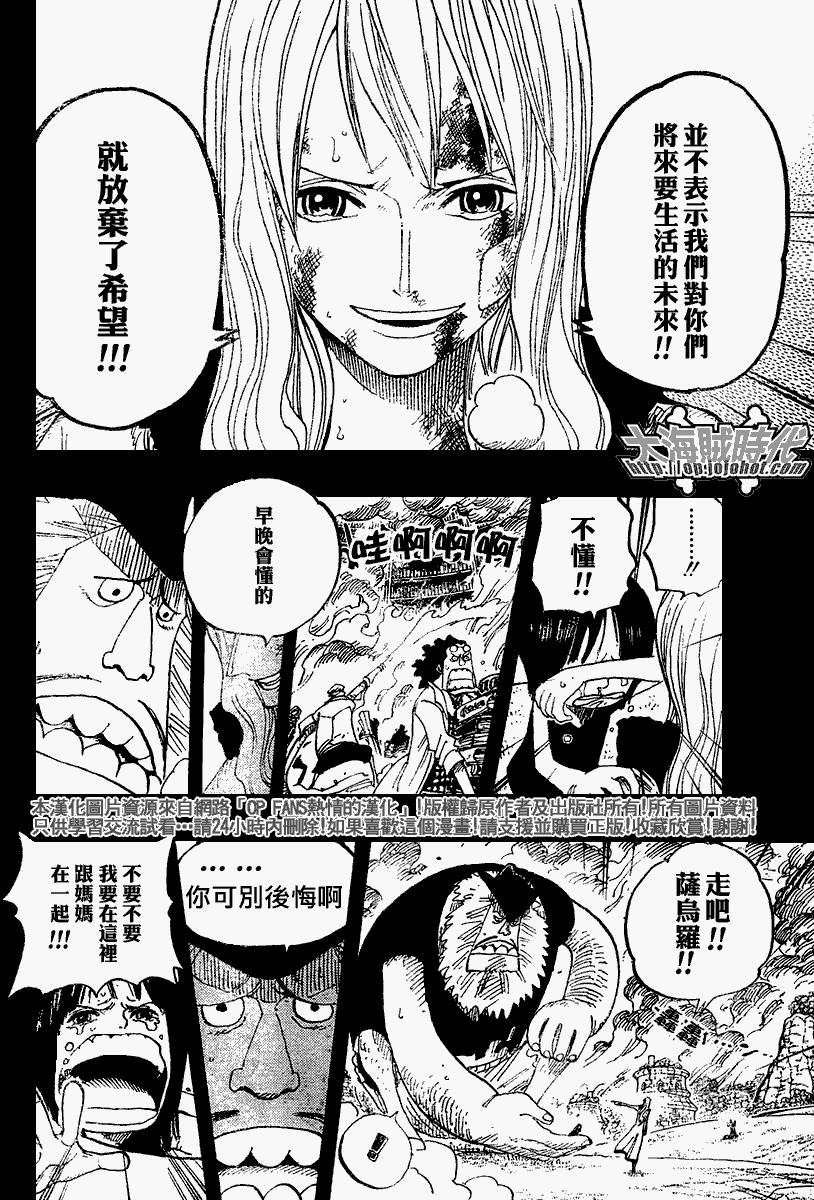 並不表示我們對你們
將來要生活的未來!!
就放棄了希望!!!
大海賊時代
http://op.jojohot.com
……!!
不懂!!
哇啊啊啊
早晚會懂的
本漢化圖片資源來自網路「OP FANS熱情的漢化」!版權歸原作者及出版社所有!所有圖片資料
只供學習交流試看…請24小時內刪除!如果喜歡這個漫畫!請支援並購買正版!收藏欣賞!謝謝!
走吧!!
薩烏羅!!
轟轟…
……
你可別後悔啊
不要不要
我要在這裡
跟媽媽
在一起!!!